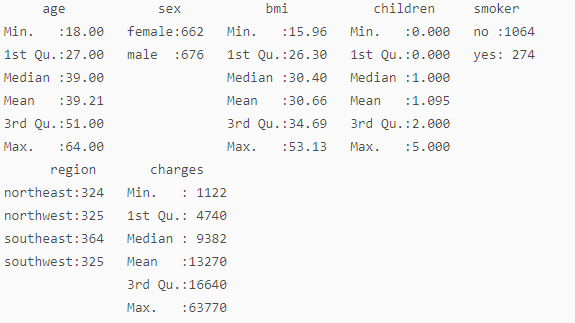 age sex bmi children smoker
Min. :18.00 female:662 Min. :15.96 Min. :0.000 no :1064
1st Qu.:27.00 male :676 1st Qu.:26.30 1st Qu.:0.000 yes: 274
Median :39.00 Median :30.40 Median :1.000
Mean :39.21 Mean :30.66 Mean :1.095
3rd Qu.:51.00 3rd Qu.:34.69 3rd Qu.:2.000
Max. :64.00 Max. :53.13 Max. :5.000
region charges
northeast:324 Min. : 1122
northwest:325 1st Qu.: 4740
southeast:364 Median : 9382
southwest:325 Mean :13270
3rd Qu.:16640
Max. :63770